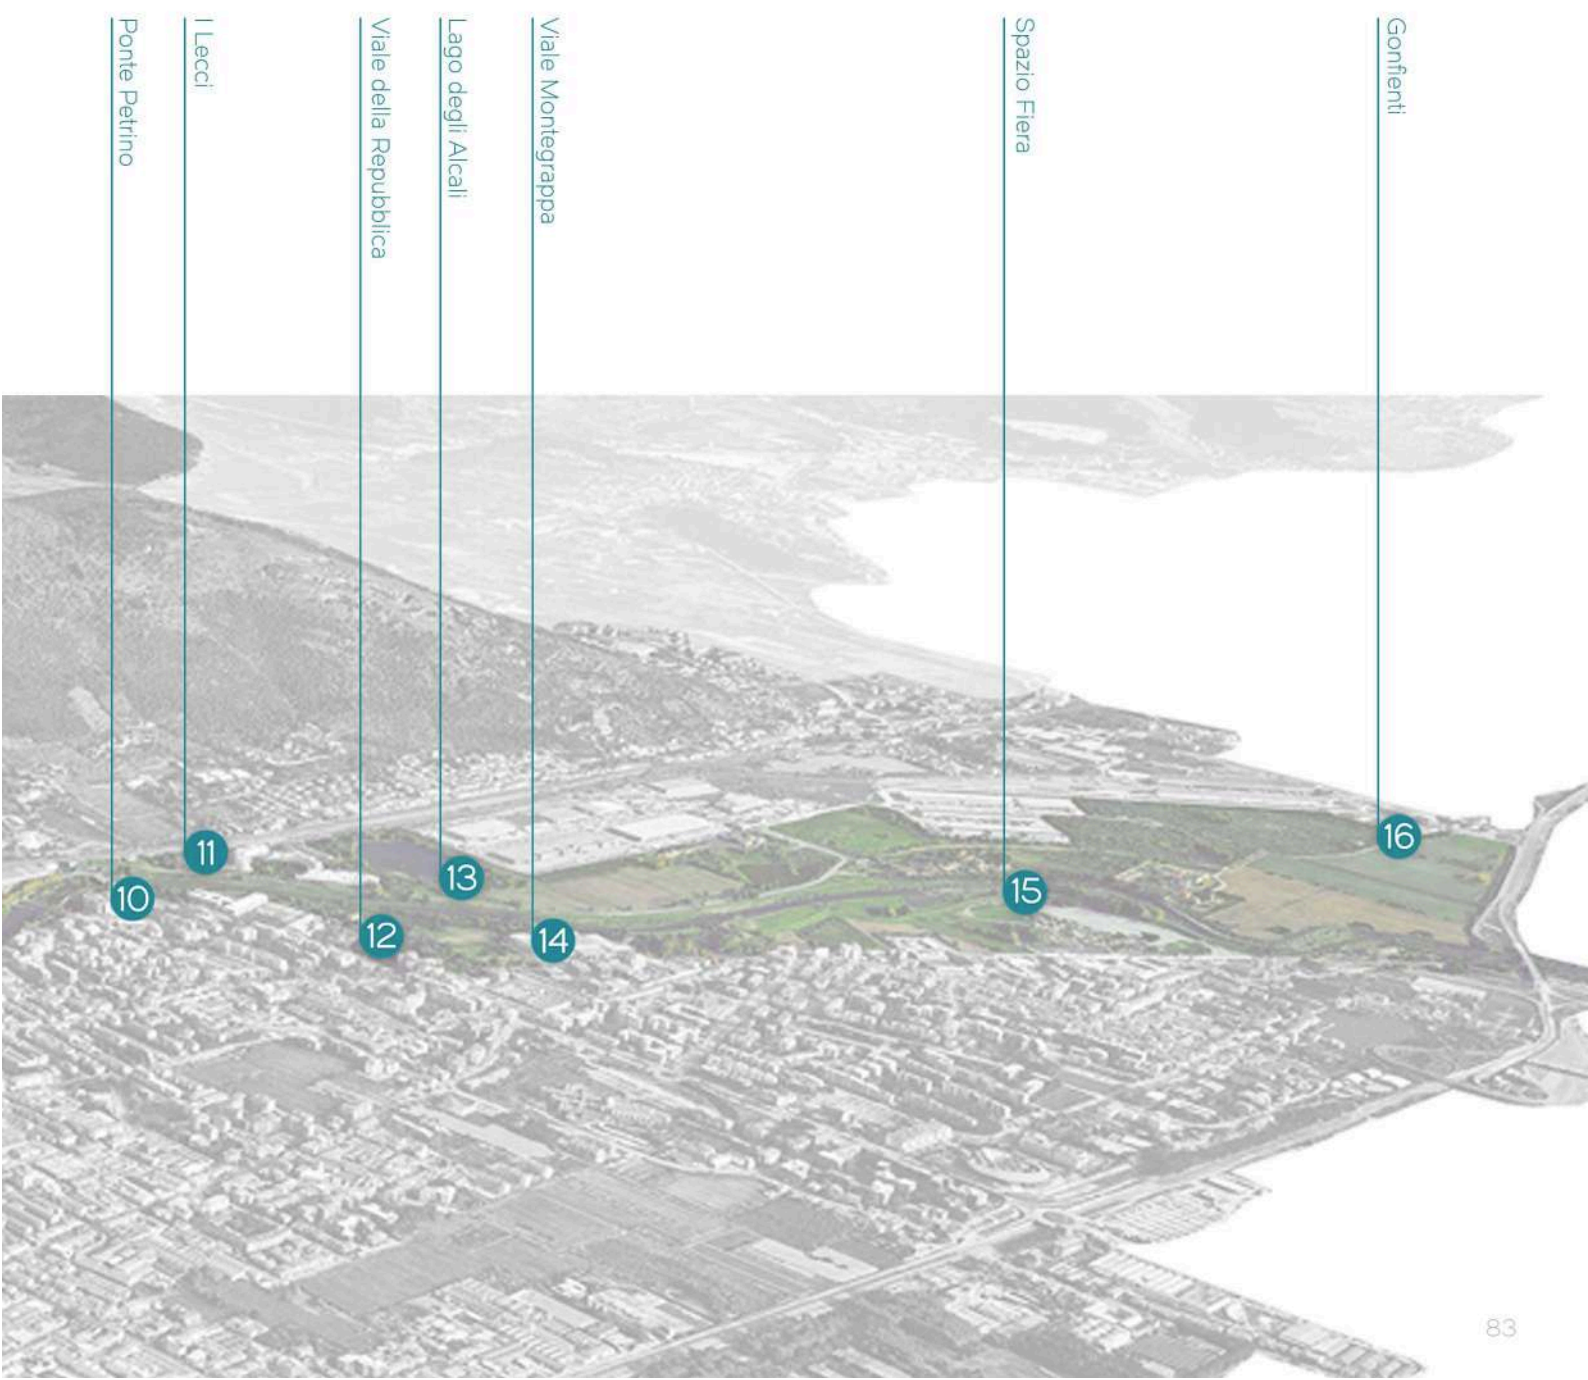 Ponte Petrino
I Lecci
Viale della Repubblica
Lago degli Alcali
Viale Montegrappa
Spazio Fiera
Gonfienti
10
11
12
13
14
15
16
83